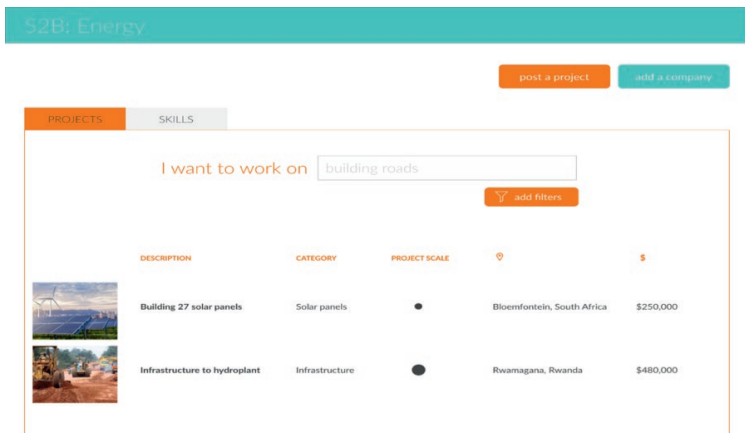 S2B: Energy
post a project
add a company
PROJECTS
SKILLS
I want to work on building roads
add filters
DESCRIPTION CATEGORY PROJECT SCALE $
Building 27 solar panels Solar panels Bloemfontein, South Africa $250,000
Infrastructure to hydroplant Infrastructure Rwamagana, Rwanda $480,000